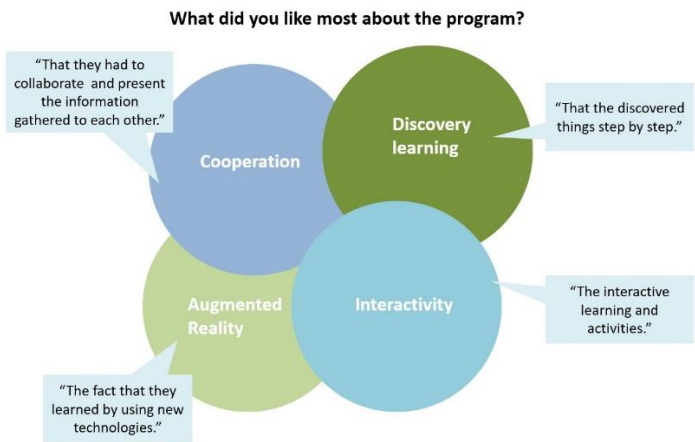 What did you like most about the program?
“That they had to
collaborate and present
the information
gathered to each other.”
Cooperation
Discovery
learning
“That the discovered
things step by step.”
Augmented
Reality
Interactivity
“The interactive
learning and
activities.”
“The fact that they
learned by using new
technologies.”